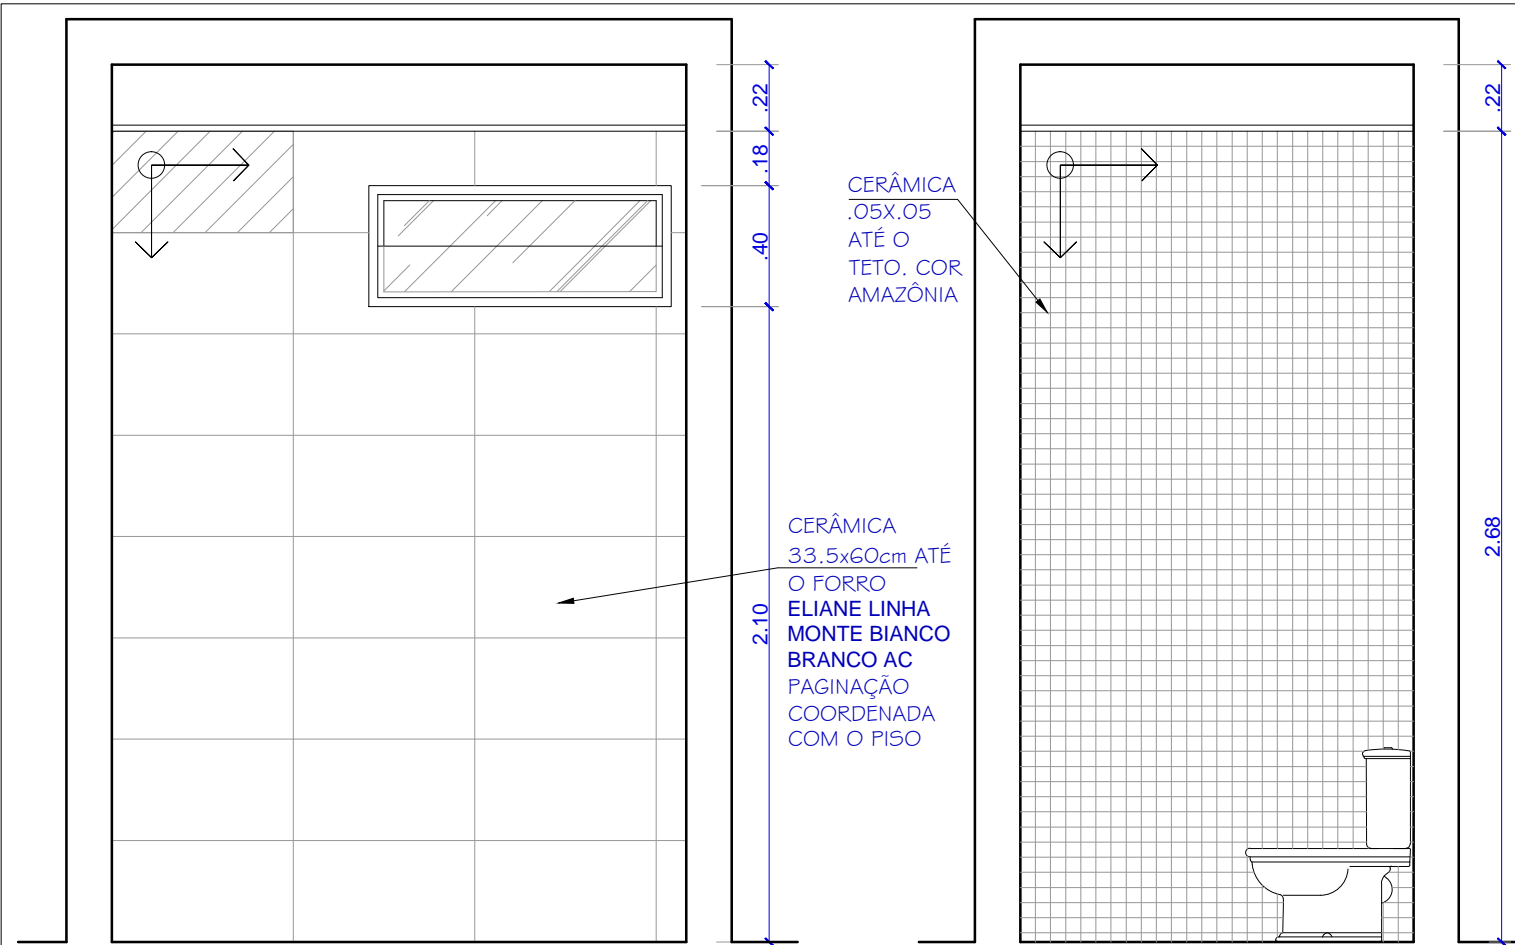 .22
.18
.40
2.10
CERÂMICA
.05X.05
ATÉ O
TETO. COR
AMAZÔNIA
CERÂMICA
33.5x60cm ATÉ
O FORRO
ELIANE LINHA
MONTE BIANCO
BRANCO AC
PAGINAÇÃO
COORDENADA
COM O PISO
.22
2.68